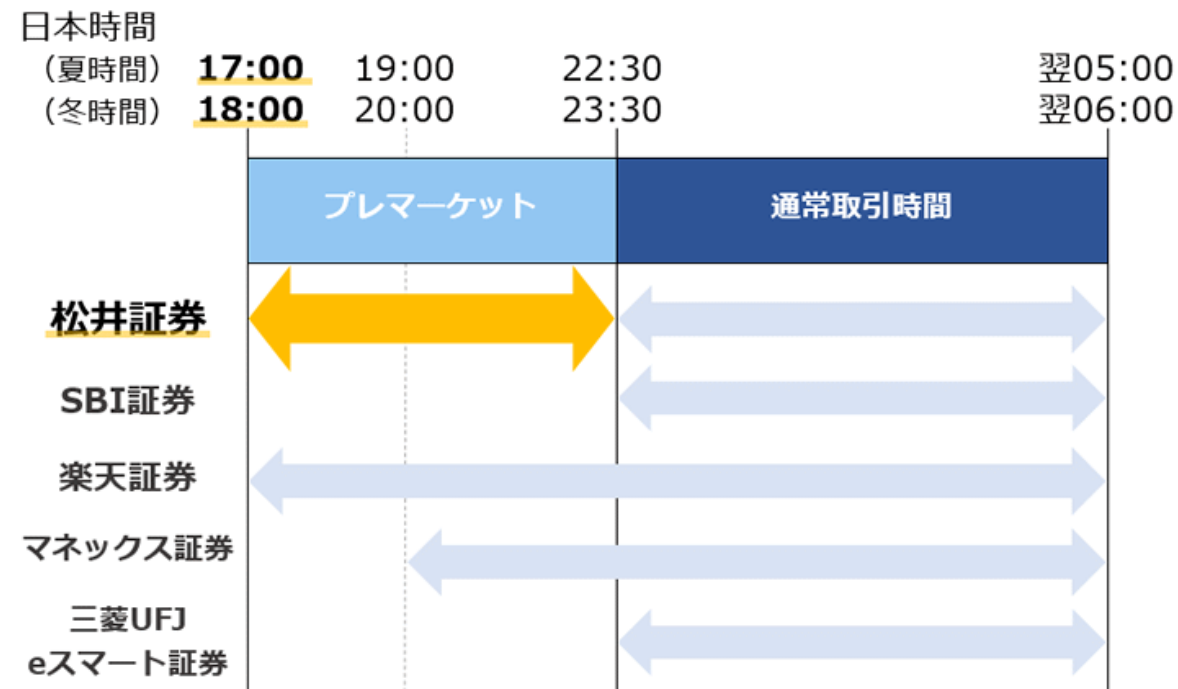 日本時間
（夏時間） 17:00 19:00 22:30 翌05:00
（冬時間） 18:00 20:00 23:30 翌06:00
プレマーケット 通常取引時間
松井証券
SBI証券
楽天証券
マネックス証券
三菱UFJ
eスマート証券